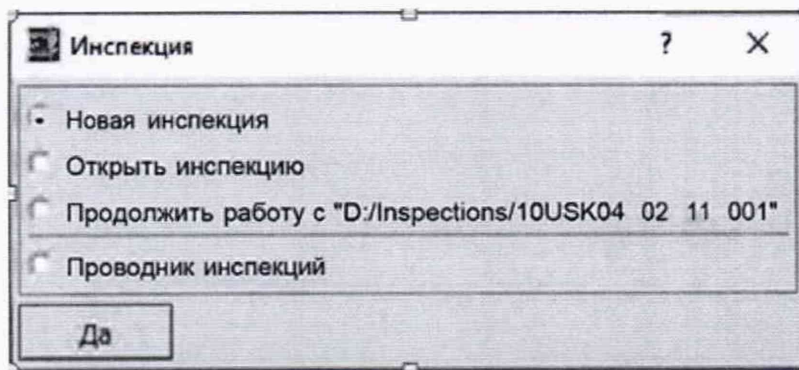 Инспекция ? X
Новая инспекция
Открыть инспекцию
Продолжить работу с "D:/Inspections/10USK04 02 11 001"
Проводник инспекций
Да